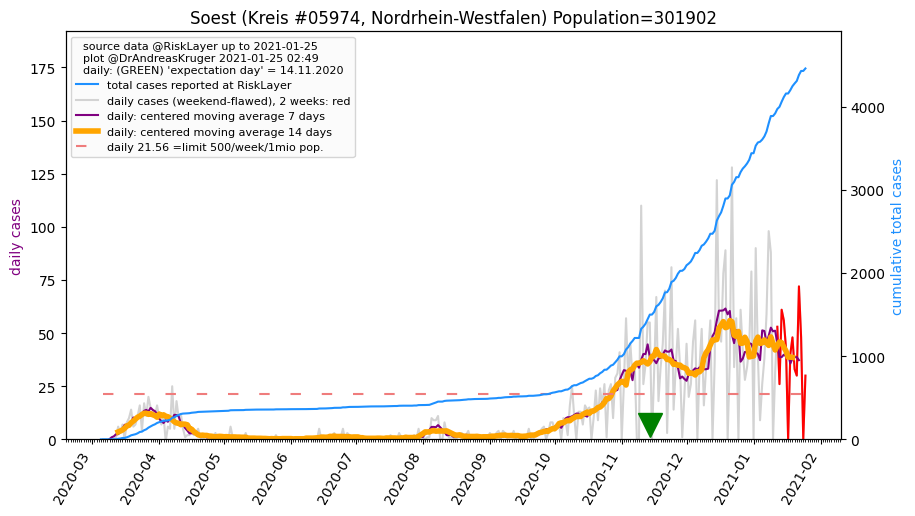 Soest (Kreis #05974, Nordrhein-Westfalen) Population=301902
source data @RiskLayer up to 2021-01-25
plot @DrAndreasKruger 2021-01-25 02:49
daily: (GREEN) 'expectation day' = 14.11.2020
total cases reported at RiskLayer
daily cases (weekend-flawed), 2 weeks: red
daily: centered moving average 7 days
daily: centered moving average 14 days
daily 21.56 =limit 500/week/1mio pop.
daily cases
175
150
125
100
75
50
25
0
cumulative total cases
4000
3000
2000
1000
0
2020-03
2020-04
2020-05
2020-06
2020-07
2020-08
2020-09
2020-10
2020-11
2020-12
2021-01
2021-02